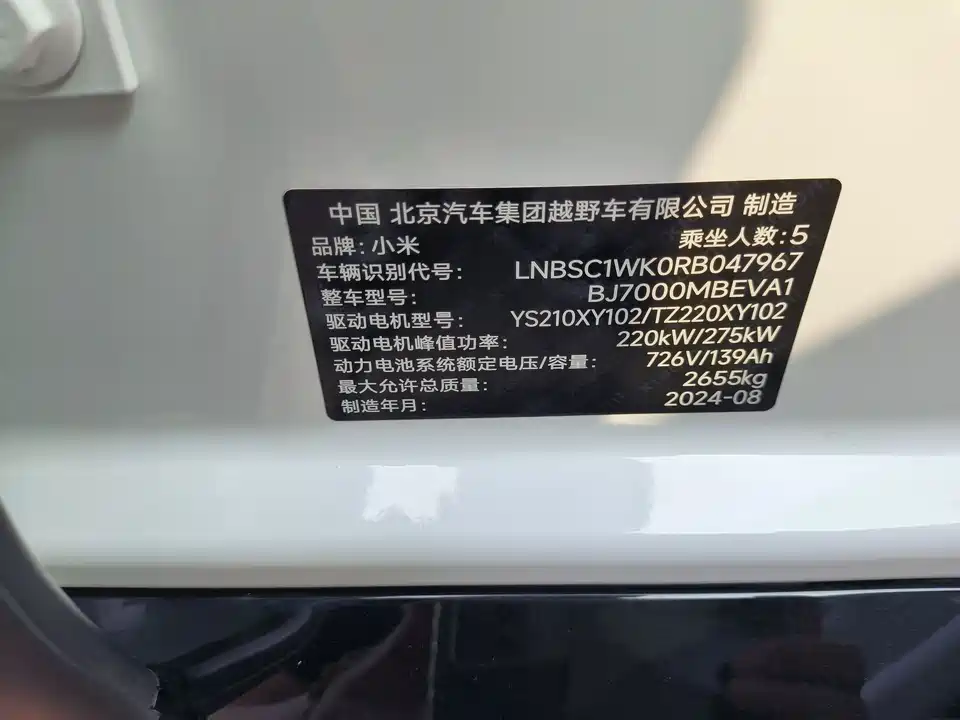 中国 北京汽车集团越野车有限公司 制造
品牌: 小米 乘坐人数: 5
车辆识别代号: LNBSC1WK0RB047967
整车型号: BJ7000MBEVA1
驱动电机型号: YS210XY102/TZ220XY102
驱动电机峰值功率: 220kW/275kW
动力电池系统额定电压/容量: 726V/139Ah
最大允许总质量: 2655kg
制造年月: 2024-08